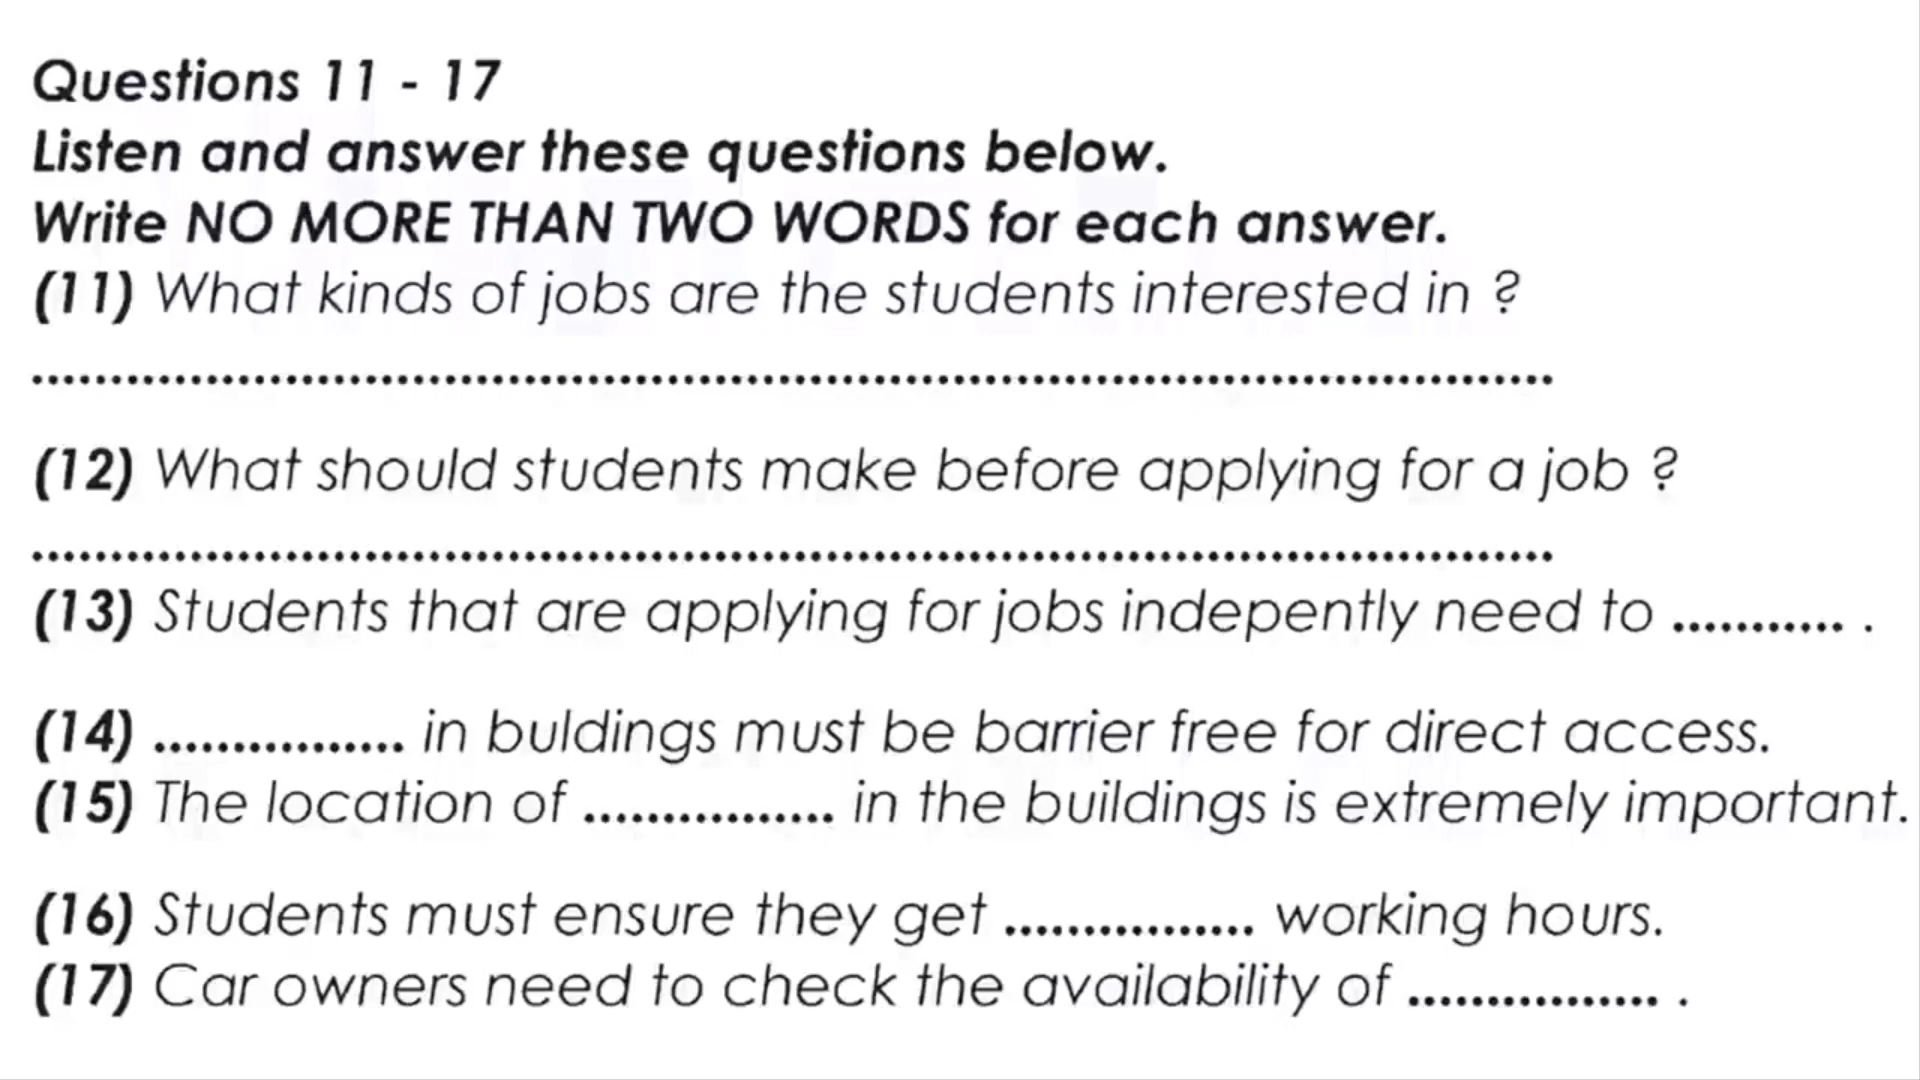 Questions 11 - 17
Listen and answer these questions below.
Write NO MORE THAN TWO WORDS for each answer.
(11) What kinds of jobs are the students interested in ?
................................................................................................
(12) What should students make before applying for a job ?
................................................................................................
(13) Students that are applying for jobs indepently need to ........... .
(14) ................ in buldings must be barrier free for direct access.
(15) The location of ................ in the buildings is extremely important.
(16) Students must ensure they get ................ working hours.
(17) Car owners need to check the availability of ................ .